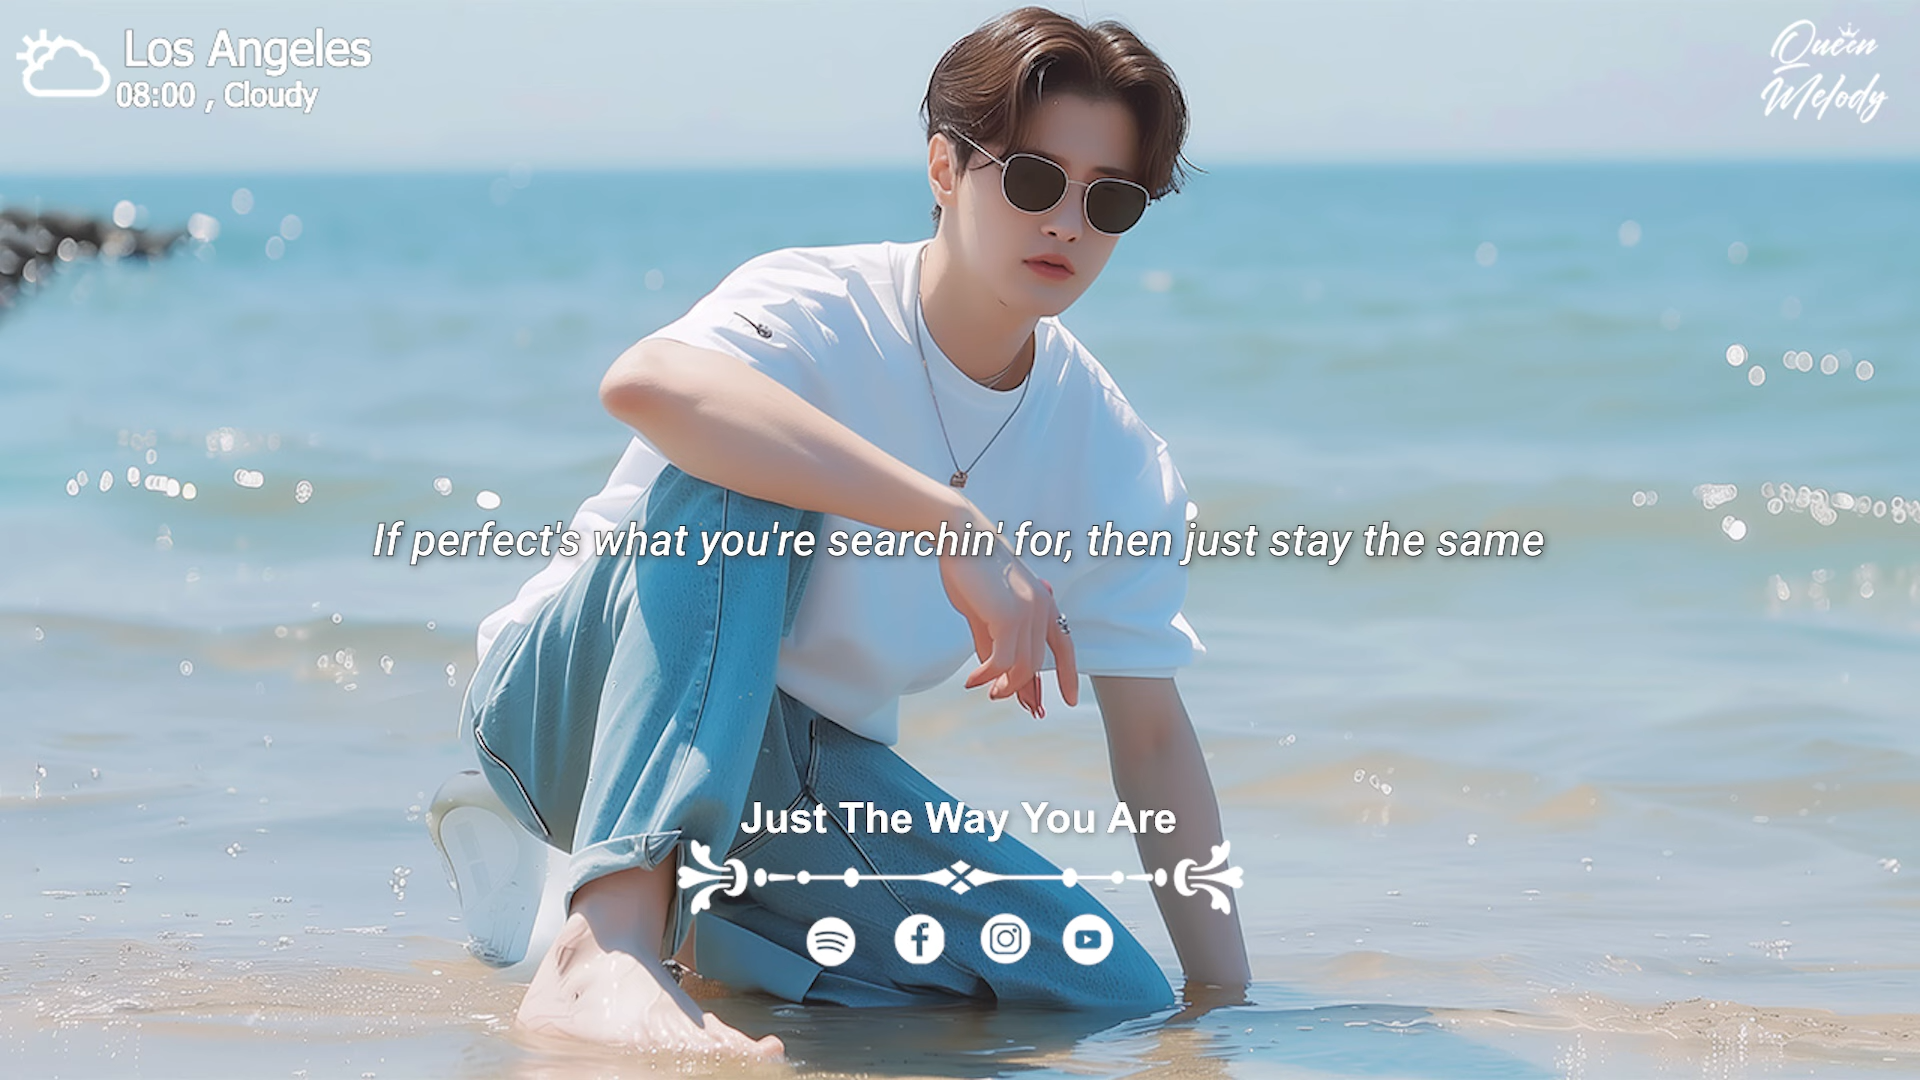 Los Angeles
08:00 , Cloudy
Queen
Melody
If perfect's what you're searchin' for, then just stay the same
Just The Way You Are